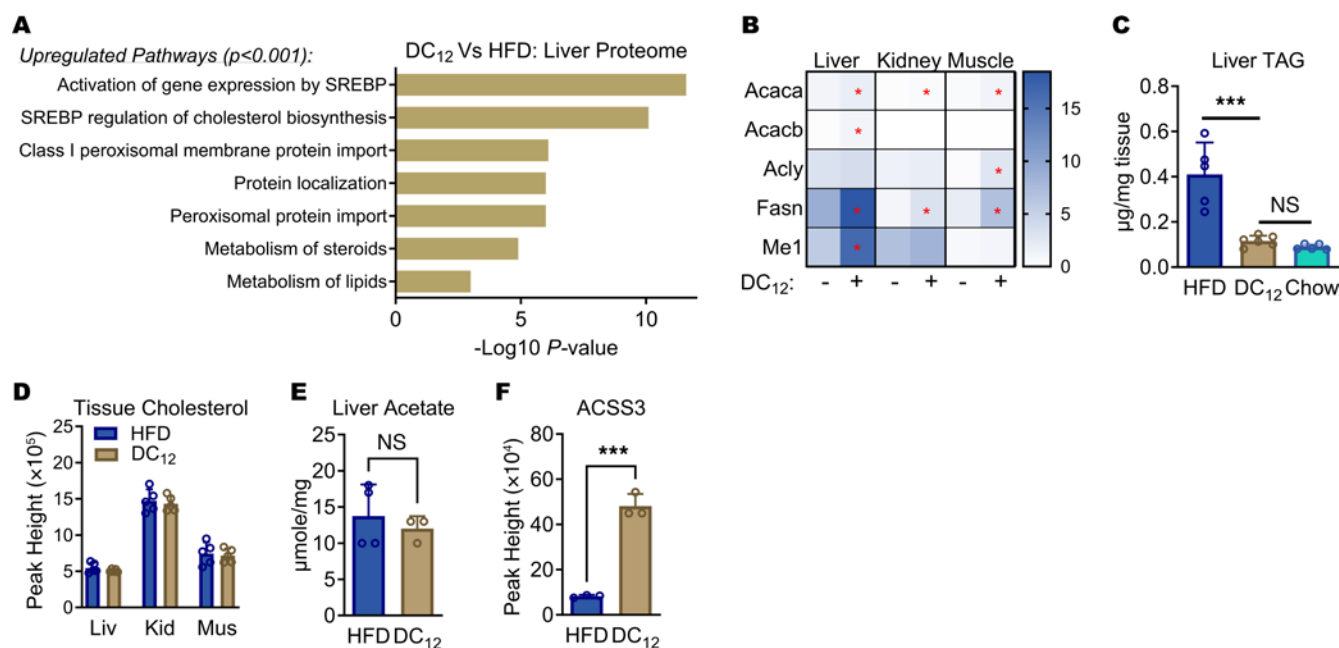 A
Upregulated Pathways (p<0.001):
DC₁₂ Vs HFD: Liver Proteome
Activation of gene expression by SREBP
SREBP regulation of cholesterol biosynthesis
Class I peroxisomal membrane protein import
Protein localization
Peroxisomal protein import
Metabolism of steroids
Metabolism of lipids
0 5 10
-Log10 P-value
B
Liver Kidney Muscle
Acaca * * *
Acacb *
Acly *
Fasn * * *
Me1 *
DC₁₂: - + - + - +
15
10
5
0
C
Liver TAG
***
NS
µg/mg tissue
0.8
0.6
0.4
0.2
0.0
HFD DC₁₂ Chow
D
Tissue Cholesterol
HFD
DC₁₂
Peak Height (×10⁵)
25
20
15
10
5
0
Liv Kid Mus
E
Liver Acetate
NS
µmole/mg
25
20
15
10
5
0
HFD DC₁₂
F
ACSS3
***
Peak Height (×10⁴)
80
60
40
20
0
HFD DC₁₂